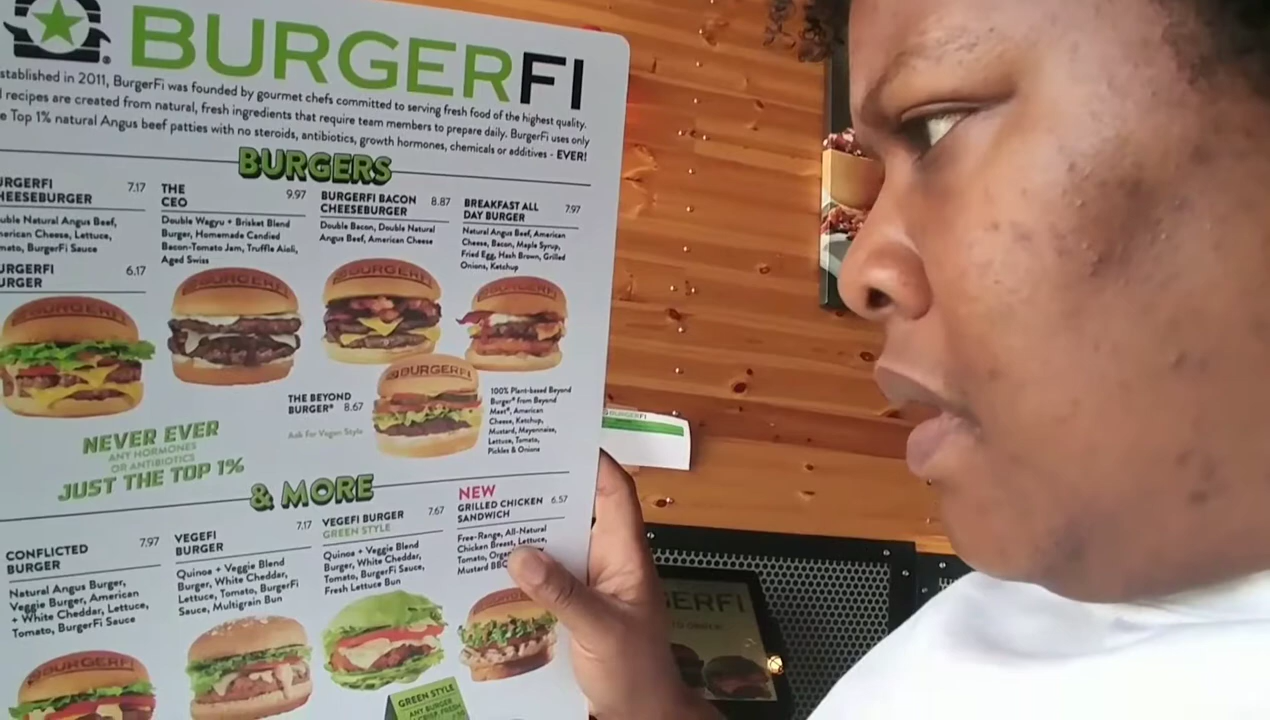 BURGERFI
stablished in 2011, BurgerFi was founded by gourmet chefs committed to serving fresh food of the highest quality.
recipes are created from natural, fresh ingredients that require team members to prepare daily. BurgerFi uses only
Top 1% natural Angus beef patties with no steroids, antibiotics, growth hormones, chemicals or additives - EVER!
BURGERS
URGERFI
HEESEBURGER 7.17
uble Natural Angus Beef,
erican Cheese, Lettuce,
mato, BurgerFi Sauce
URGERFI
URGER 6.17
THE
CEO 9.97
Double Wagyu + Brisket Blend
Burger, Homemade Candied
Bacon-Tomato Jam, Truffle Aioli,
Aged Swiss
BURGERFI BACON
CHEESEBURGER 8.87
Double Bacon, Double Natural
Angus Beef, American Cheese
BREAKFAST ALL
DAY BURGER 7.97
Natural Angus Beef, American
Cheese, Bacon, Maple Syrup,
Fried Egg, Hash Brown, Grilled
Onions, Ketchup
THE BEYOND
BURGER® 8.67
Ask For Vegan Style
100% Plant-based Beyond
Burger® from Beyond
Meat®, American
Cheese, Ketchup,
Mustard, Mayonnaise,
Lettuce, Tomato,
Pickles & Onions
NEVER EVER
ANY HORMONES
OR ANTIBIOTICS
JUST THE TOP 1%
& MORE
CONFLICTED
BURGER 7.97
Natural Angus Burger,
Veggie Burger, American
+ White Cheddar, Lettuce,
Tomato, BurgerFi Sauce
VEGEFI
BURGER 7.17
Quinoa + Veggie Blend
Burger, White Cheddar,
Lettuce, Tomato, BurgerFi
Sauce, Multigrain Bun
VEGEFI BURGER 7.67
GREEN STYLE
Quinoa + Veggie Blend
Burger, White Cheddar,
Tomato, BurgerFi Sauce,
Fresh Lettuce Bun
NEW
GRILLED CHICKEN
SANDWICH 6.57
Free-Range, All-Natural
Chicken Breast, Lettuce,
Tomato, Orga
Mustard BBQ
GREEN STYLE
ANY BURGER
CRISP, FRESH
BURGERFI
GERFI